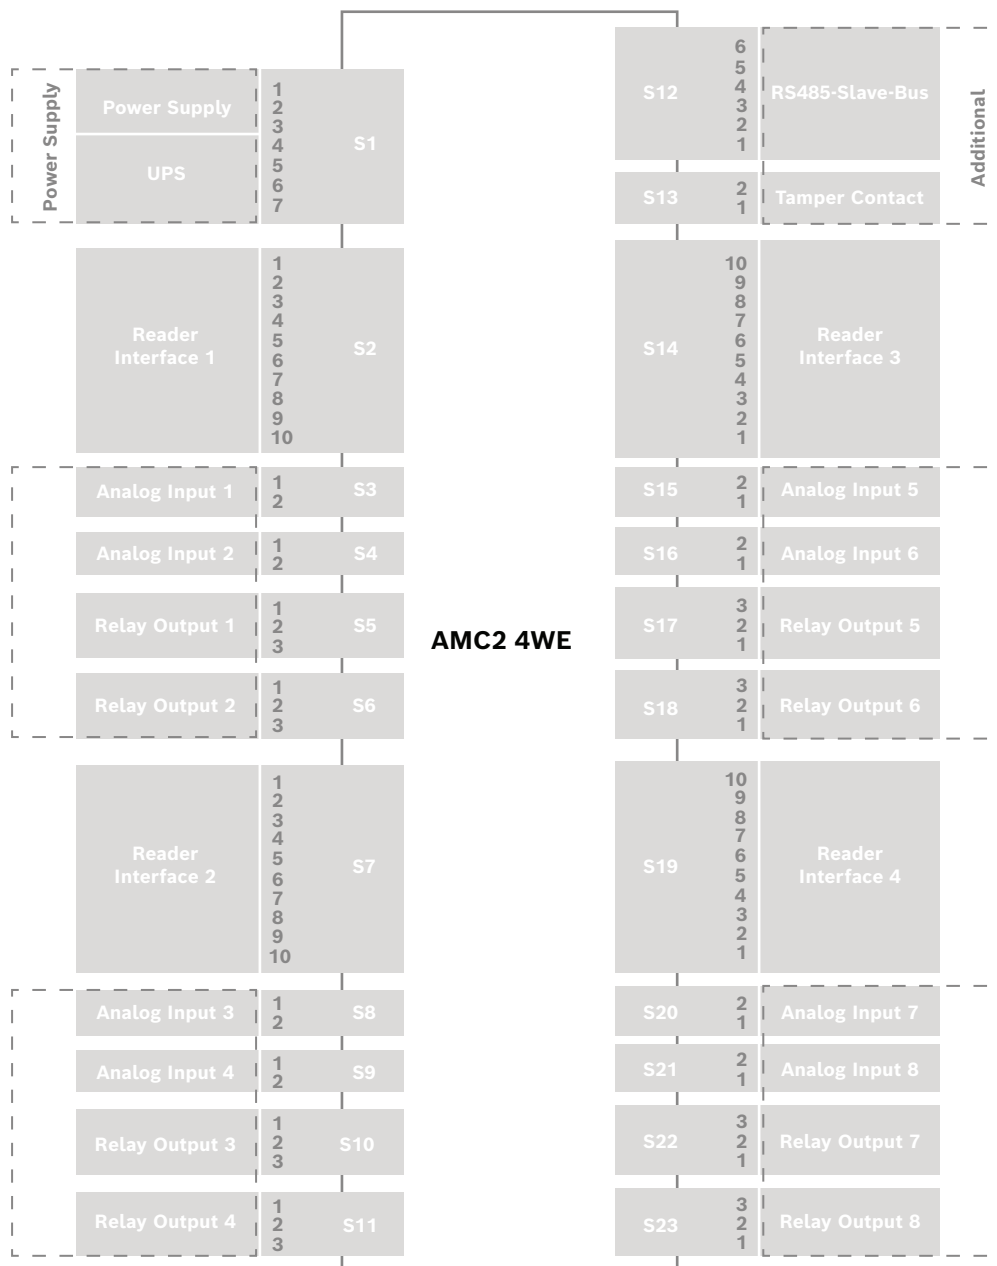 Power Supply
Power Supply
UPS
1
2
3
4
5
6
7
S1
Reader
Interface 1
1
2
3
4
5
6
7
8
9
10
S2
Analog Input 1
1
2
S3
Analog Input 2
1
2
S4
Relay Output 1
1
2
3
S5
Relay Output 2
1
2
3
S6
Reader
Interface 2
1
2
3
4
5
6
7
8
9
10
S7
Analog Input 3
1
2
S8
Analog Input 4
1
2
S9
Relay Output 3
1
2
3
S10
Relay Output 4
1
2
3
S11
AMC2 4WE
S12
6
5
4
3
2
1
RS485-Slave-Bus
Additional
S13
2
1
Tamper Contact
S14
10
9
8
7
6
5
4
3
2
1
Reader
Interface 3
S15
2
1
Analog Input 5
S16
2
1
Analog Input 6
S17
3
2
1
Relay Output 5
S18
3
2
1
Relay Output 6
S19
10
9
8
7
6
5
4
3
2
1
Reader
Interface 4
S20
2
1
Analog Input 7
S21
2
1
Analog Input 8
S22
3
2
1
Relay Output 7
S23
3
2
1
Relay Output 8